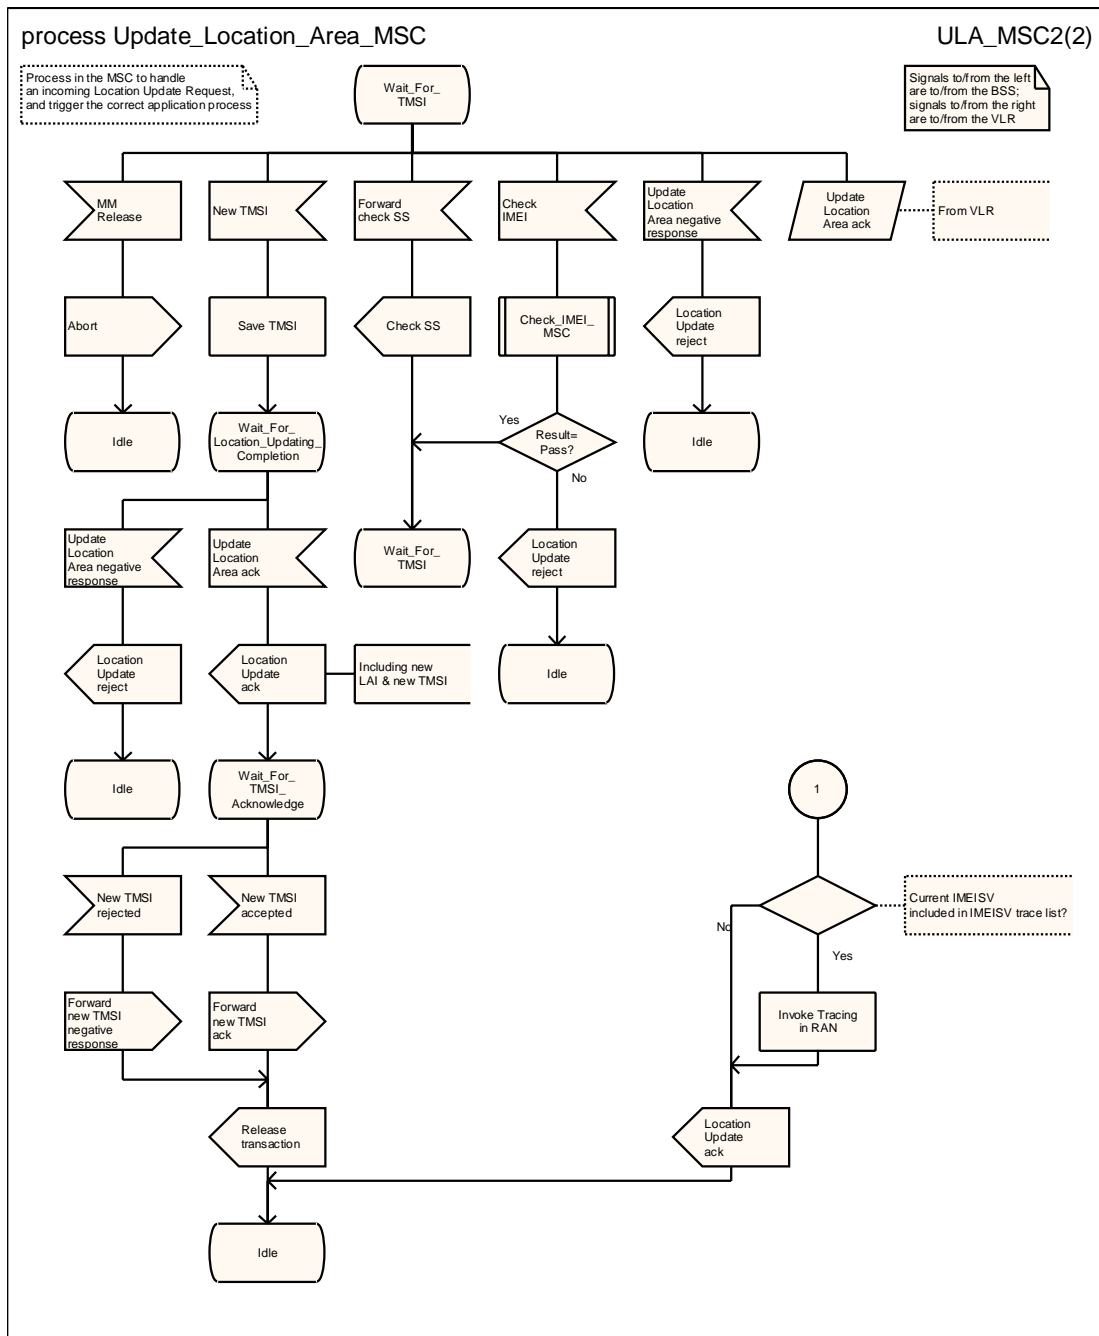 process Update_Location_Area_MSC
ULA_MSC2(2)
Process in the MSC to handle
an incoming Location Update Request,
and trigger the correct application process
Wait_For_
TMSI
Signals to/from the left
are to/from the BSS;
signals to/from the right
are to/from the VLR
MM
Release
New TMSI
Forward
check SS
Check
IMEI
Update
Location
Area negative
response
Update
Location
Area ack
From VLR
Abort
Save TMSI
Check SS
Check_IMEI_
MSC
Location
Update
reject
Idle
Wait_For_
Location_Updating_
Completion
Yes
Result=
Pass?
No
Idle
Update
Location
Area negative
response
Update
Location
Area ack
Wait_For_
TMSI
Location
Update
reject
Location
Update
reject
Location
Update
ack
Including new
LAI & new TMSI
Idle
Idle
Wait_For_
TMSI_
Acknowledge
1
New TMSI
rejected
New TMSI
accepted
Current IMEISV
included in IMEISV trace list?
No
Yes
Forward
new TMSI
negative
response
Forward
new TMSI
ack
Invoke Tracing
in RAN
Release
transaction
Location
Update
ack
Idle